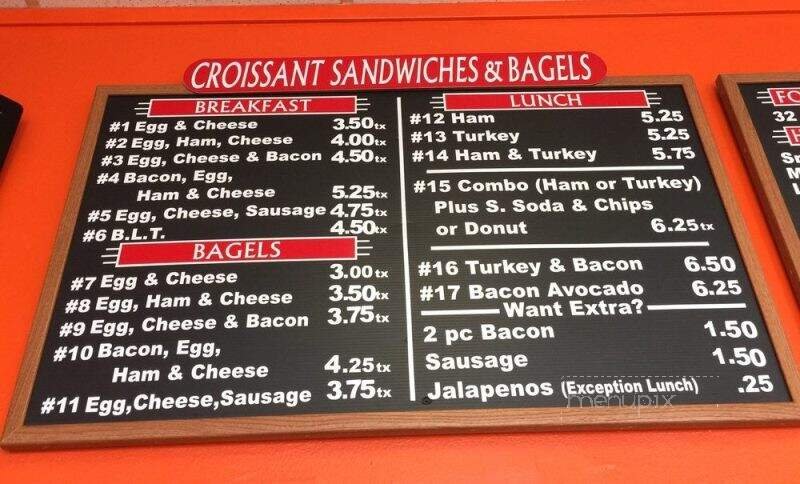 CROISSANT SANDWICHES & BAGELS
BREAKFAST
#1 Egg & Cheese 3.50tx
#2 Egg, Ham, Cheese 4.00tx
#3 Egg, Cheese & Bacon 4.50tx
#4 Bacon, Egg,
Ham & Cheese 5.25tx
#5 Egg, Cheese, Sausage 4.75tx
#6 B.L.T. 4.50tx
BAGELS
#7 Egg & Cheese 3.00tx
#8 Egg, Ham & Cheese 3.50tx
#9 Egg, Cheese & Bacon 3.75tx
#10 Bacon, Egg,
Ham & Cheese 4.25tx
#11 Egg,Cheese,Sausage 3.75tx
LUNCH
#12 Ham 5.25
#13 Turkey 5.25
#14 Ham & Turkey 5.75
#15 Combo (Ham or Turkey)
Plus S. Soda & Chips
or Donut 6.25tx
#16 Turkey & Bacon 6.50
#17 Bacon Avocado 6.25
Want Extra?
2 pc Bacon 1.50
Sausage 1.50
Jalapenos (Exception Lunch) .25
menupix
FO
32
H
S
M
L